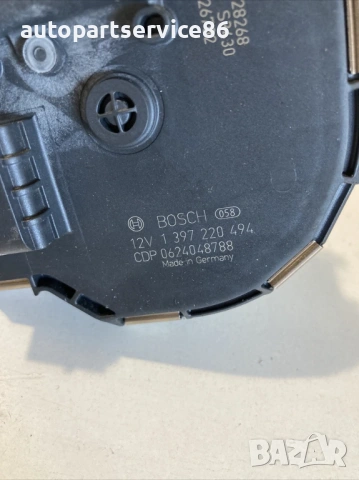 autopartservice86
BOSCH 058
12V 1 397 220 494
CDP 0624048788
Made in Germany
BAZAR